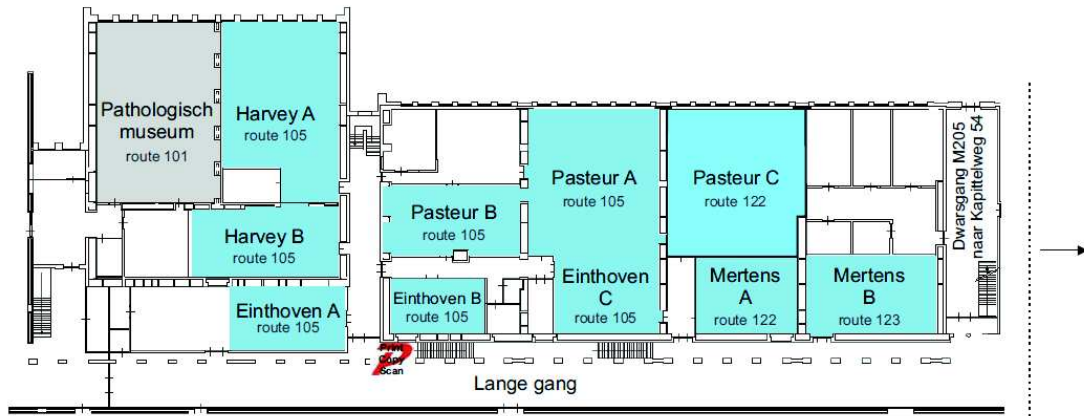 Pathologisch
museum
route 101
Harvey A
route 105
Harvey B
route 105
Einthoven A
route 105
Pasteur B
route 105
Einthoven B
route 105
Pasteur A
route 105
Einthoven
C
route 105
Pasteur C
route 122
Mertens
A
route 122
Mertens
B
route 123
Dwarsgang M205
naar Kapittelweg 54
Print
Copy
Scan
Lange gang